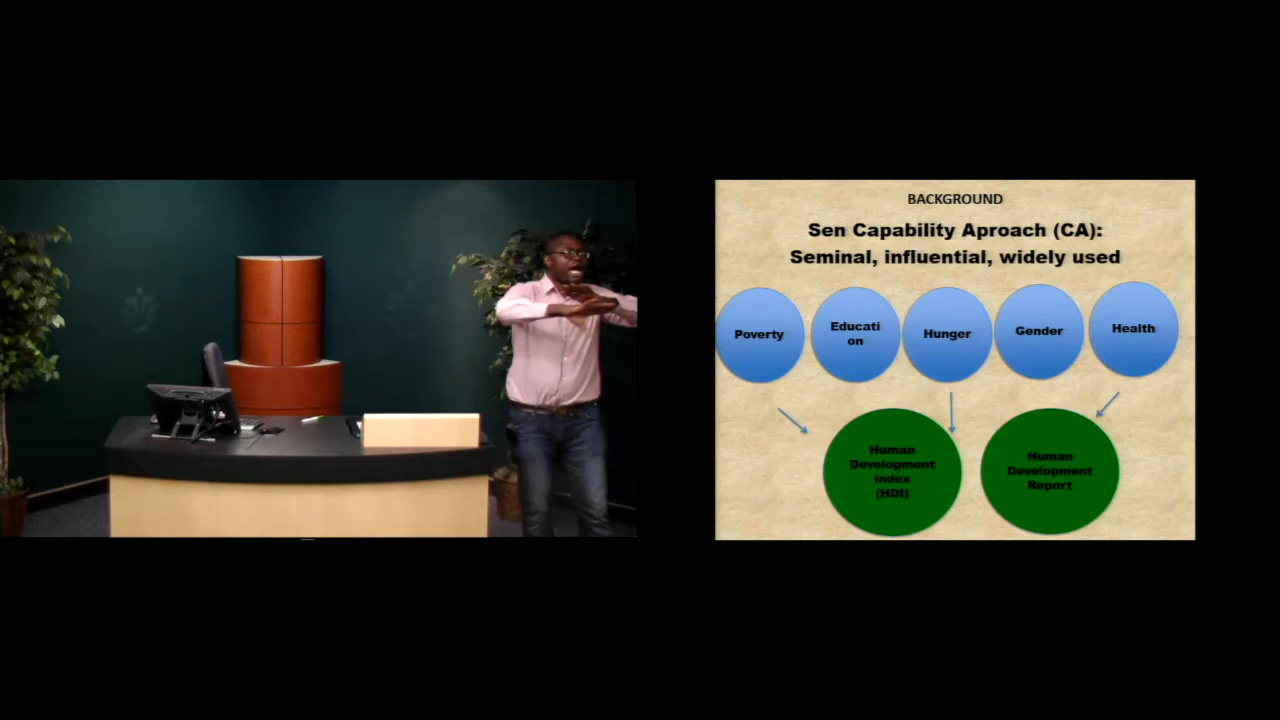 BACKGROUND
Sen Capability Aproach (CA):
Seminal, influential, widely used
Poverty
Educati
on
Hunger
Gender
Health
Human
Development
Index
(HDI)
Human
Development
Report